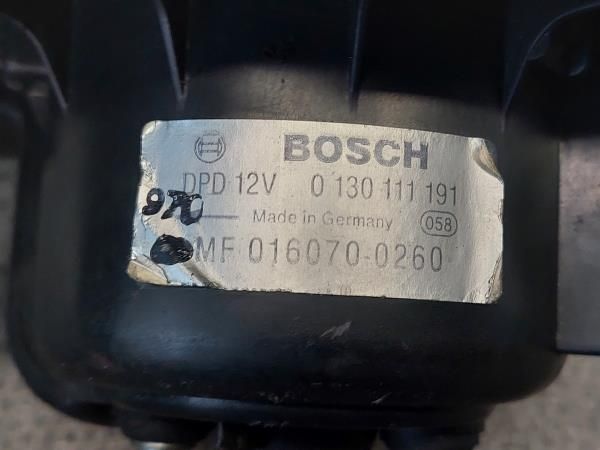 BOSCH
DPD 12V 0 130 111 191
970
Made in Germany 058
MF 016070-0260